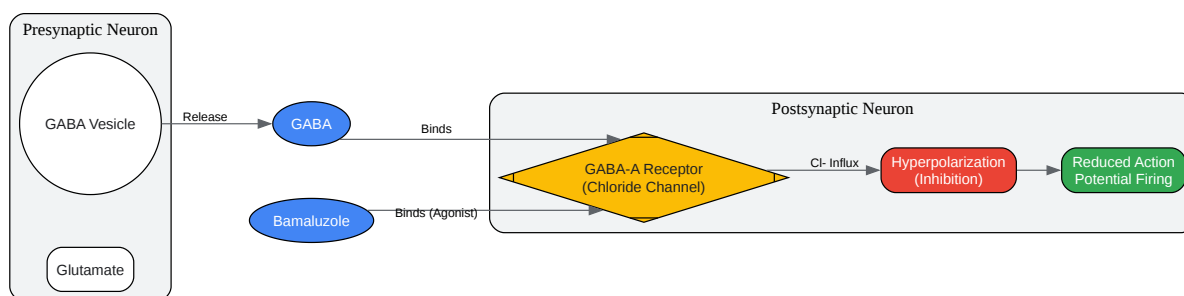 Presynaptic Neuron
GABA Vesicle
Release
GABA
Binds
Bamaluzole
Binds (Agonist)
Glutamate
Postsynaptic Neuron
GABA-A Receptor
(Chloride Channel)
Cl- Influx
Hyperpolarization
(Inhibition)
Reduced Action
Potential Firing